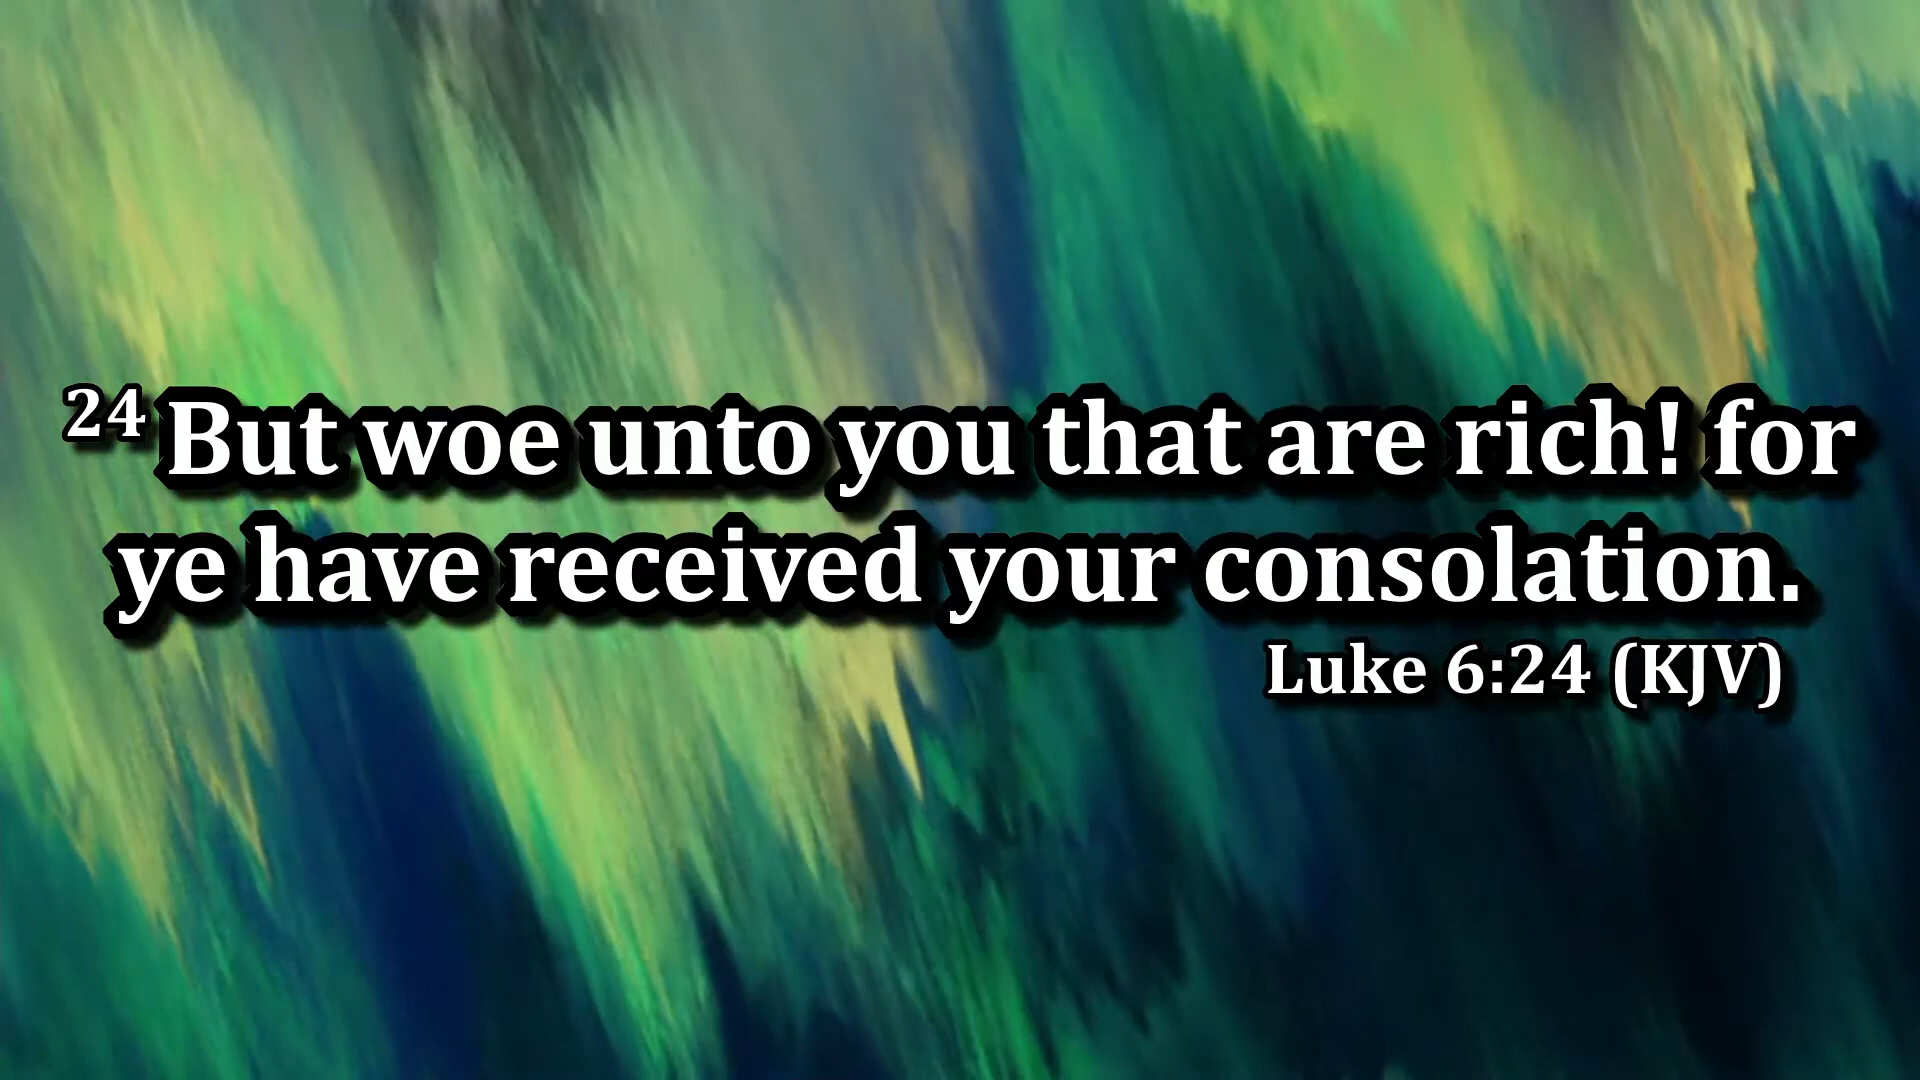 24 But woe unto you that are rich! for
ye have received your consolation.
Luke 6:24 (KJV)